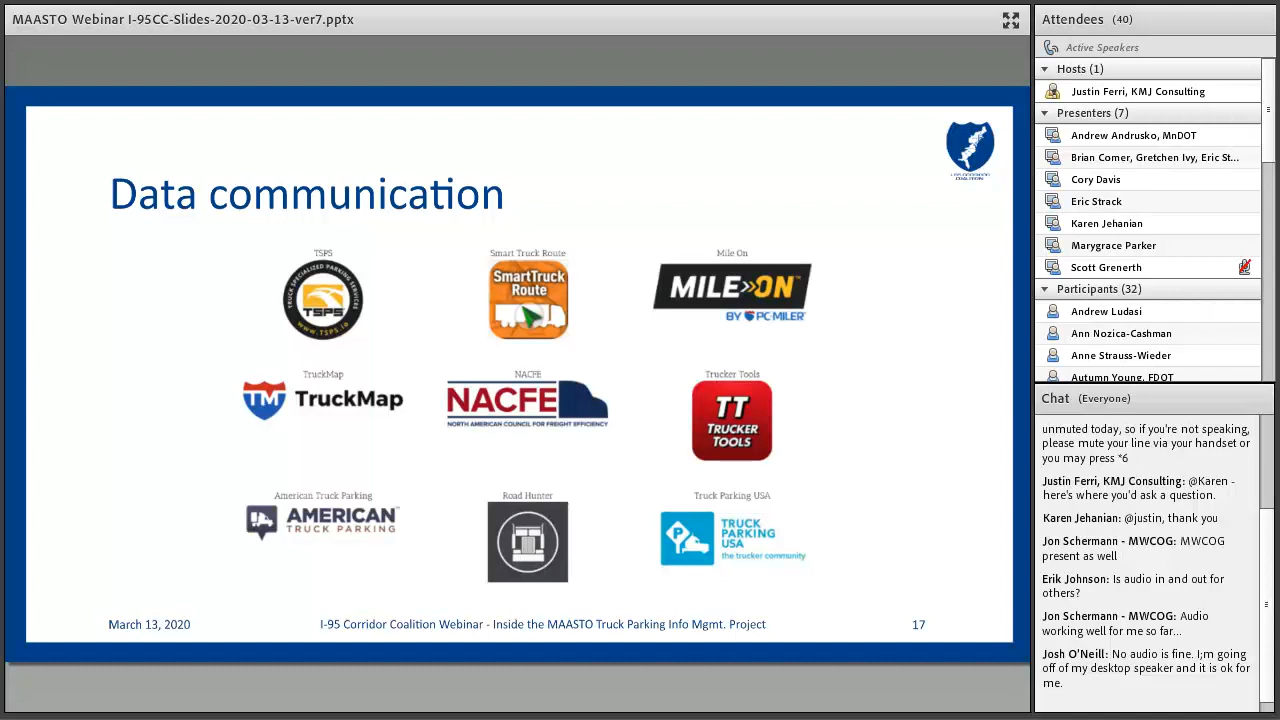 MAASTO Webinar I-95CC-Slides-2020-03-13-ver7.pptx
Data communication
TSPS
TRUCK SPECIALIZED PARKING SERVICES
TSPS
WWW.TSPS.IO
Smart Truck Route
SmartTruck
Route
Mile On
MILE»ON™
BY PC*MILER
TruckMap
TM TruckMap
NACFE
NACFE
NORTH AMERICAN COUNCIL FOR FREIGHT EFFICIENCY
Trucker Tools
TT
TRUCKER
TOOLS
American Truck Parking
AMERICAN
TRUCK PARKING
Road Hunter
Truck Parking USA
P
TRUCK
PARKING
USA
the trucker community
March 13, 2020
I-95 Corridor Coalition Webinar - Inside the MAASTO Truck Parking Info Mgmt. Project
17
Attendees (40)
Active Speakers
Hosts (1)
Justin Ferri, KMJ Consulting
Presenters (7)
Andrew Andrusko, MnDOT
Brian Comer, Gretchen Ivy, Eric St...
Cory Davis
Eric Strack
Karen Jehanian
Marygrace Parker
Scott Grenerth
Participants (32)
Andrew Ludasi
Ann Nozica-Cashman
Anne Strauss-Wieder
Autumn Young, FDOT
Chat (Everyone)
unmuted today, so if you're not speaking,
please mute your line via your handset or
you may press *6
Justin Ferri, KMJ Consulting: @Karen -
here's where you'd ask a question.
Karen Jehanian: @justin, thank you
Jon Schermann - MWCOG: MWCOG
present as well
Erik Johnson: Is audio in and out for
others?
Jon Schermann - MWCOG: Audio
working well for me so far...
Josh O'Neill: No audio is fine. I;m going
off of my desktop speaker and it is ok for
me.